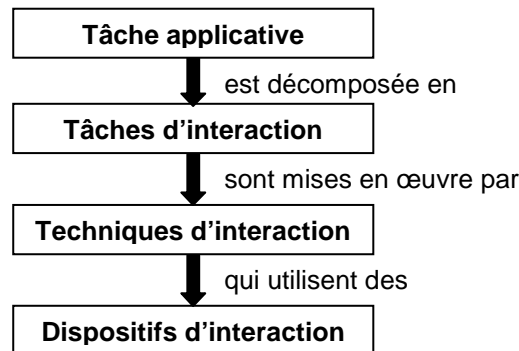 Tâche applicative
est décomposée en
Tâches d’interaction
sont mises en œuvre par
Techniques d’interaction
qui utilisent des
Dispositifs d’interaction